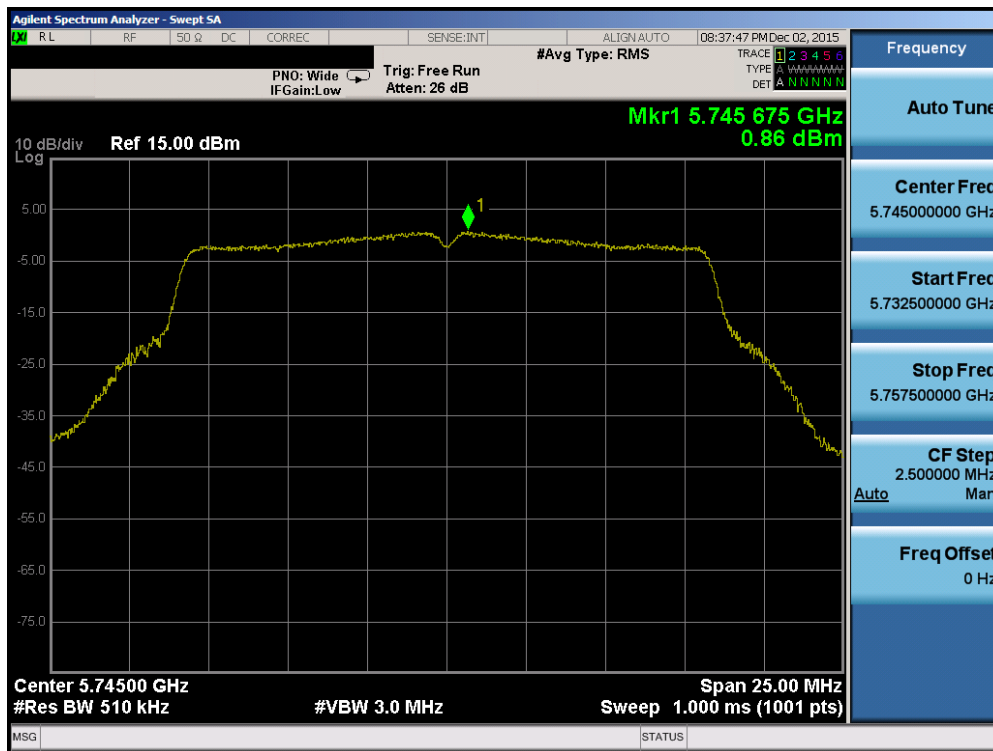 Agilent Spectrum Analyzer - Swept SA
LXI RL RF 50 Ω DC CORREC SENSE:INT ALIGN AUTO 08:37:47 PM Dec 02, 2015
#Avg Type: RMS
TRACE 1 2 3 4 5 6
TYPE A WWWWW
DET A N N N N N
PNO: Wide
IFGain:Low
Trig: Free Run
Atten: 26 dB
Mkr1 5.745 675 GHz
0.86 dBm
10 dB/div Ref 15.00 dBm
Log
1
5.00
-5.00
-15.0
-25.0
-35.0
-45.0
-55.0
-65.0
-75.0
Center 5.74500 GHz Span 25.00 MHz
#Res BW 510 kHz #VBW 3.0 MHz Sweep 1.000 ms (1001 pts)
MSG STATUS
Frequency
Auto Tune
Center Freq
5.745000000 GHz
Start Freq
5.732500000 GHz
Stop Freq
5.757500000 GHz
CF Step
2.500000 MHz
Auto Man
Freq Offset
0 Hz